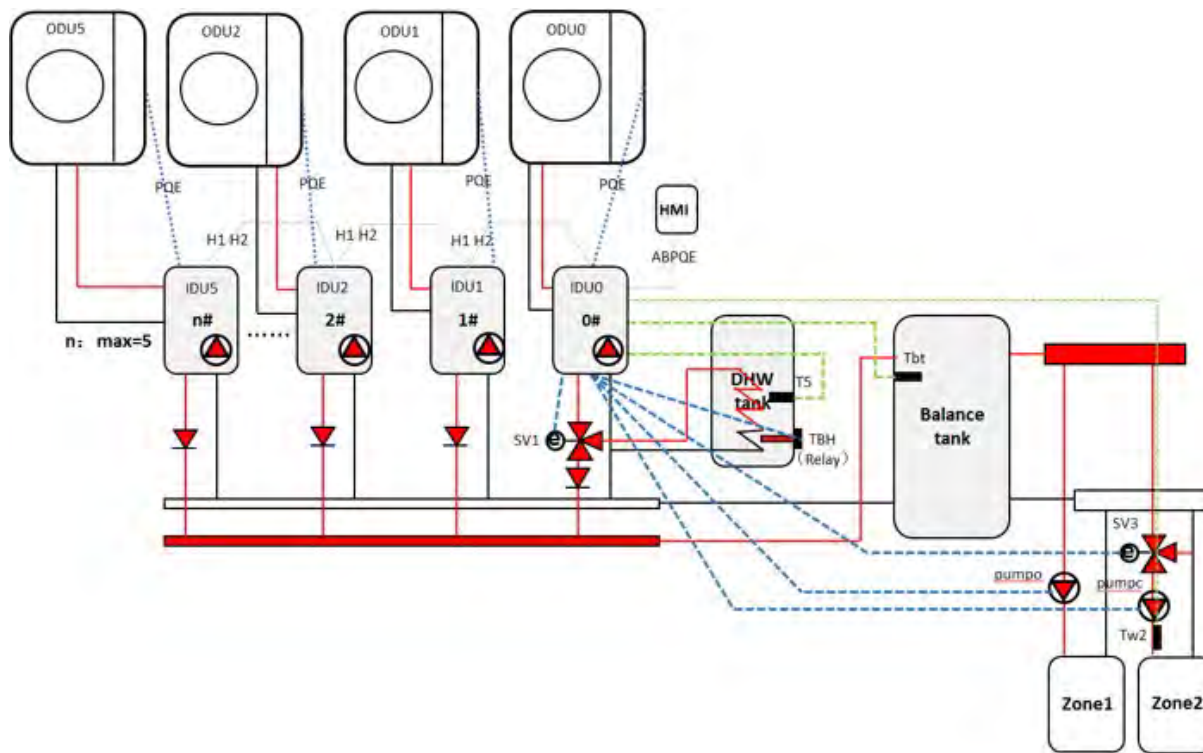 ODU5
ODU2
ODU1
ODU0
PQE
PQE
PQE
PQE
HMI
H1 H2
H1 H2
H1 H2
ABPQE
IDU5
IDU2
IDU1
IDU0
n#
2#
1#
0#
n: max=5
......
Tbt
DHW
tank
T5
Balance
tank
SV1
TBH
(Relay)
SV3
pumpo
pumpc
Tw2
Zone1
Zone2